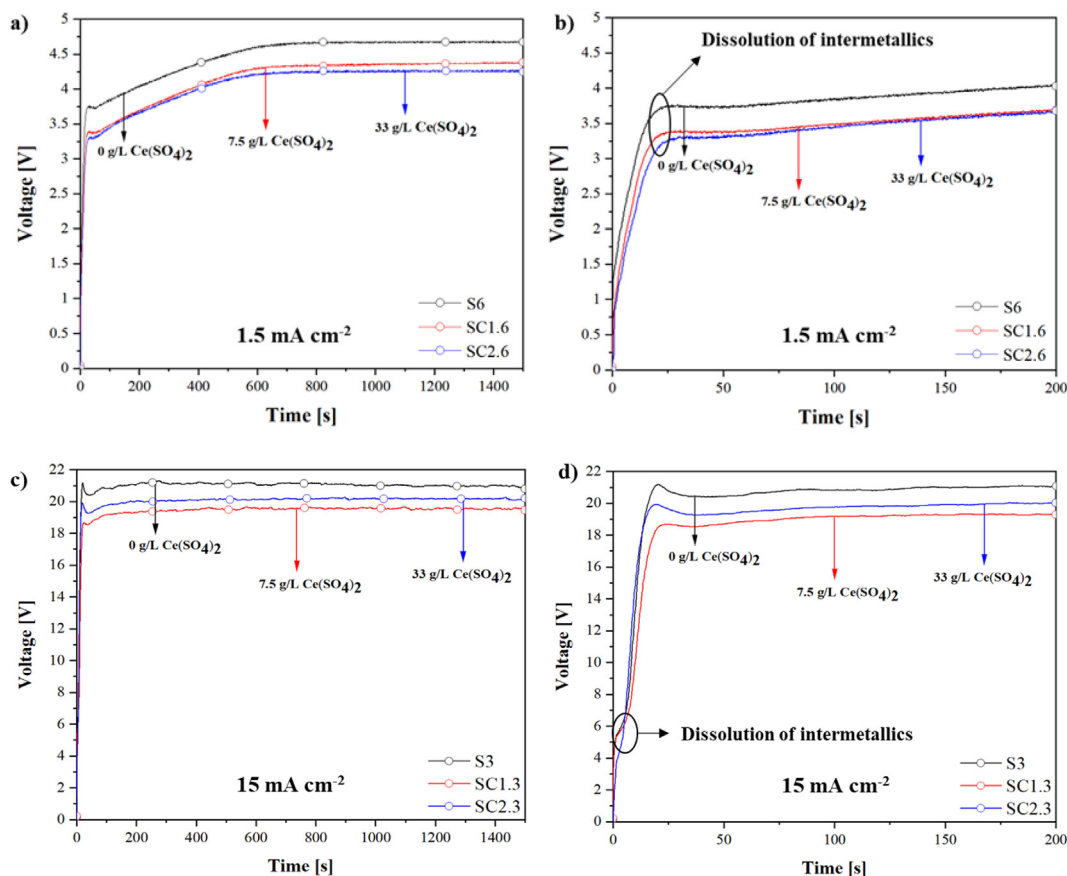 a)
5
4.5
4
3.5
3
2.5
2
1.5
1
0.5
0
Voltage [V]
0 g/L Ce(SO4)2
7.5 g/L Ce(SO4)2
33 g/L Ce(SO4)2
S6
SC1.6
SC2.6
1.5 mA cm-2
0 200 400 600 800 1000 1200 1400
Time [s]
b)
5
4.5
4
3.5
3
2.5
2
1.5
1
0.5
0
Voltage [V]
Dissolution of intermetallics
0 g/L Ce(SO4)2
7.5 g/L Ce(SO4)2
33 g/L Ce(SO4)2
S6
SC1.6
SC2.6
1.5 mA cm-2
0 25 50 75 100 125 150 175 200
Time [s]
c)
22
20
18
16
14
12
10
8
6
4
2
0
Voltage [V]
0 g/L Ce(SO4)2
7.5 g/L Ce(SO4)2
33 g/L Ce(SO4)2
S3
SC1.3
SC2.3
15 mA cm-2
0 200 400 600 800 1000 1200 1400
Time [s]
d)
22
20
18
16
14
12
10
8
6
4
2
0
Voltage [V]
0 g/L Ce(SO4)2
7.5 g/L Ce(SO4)2
33 g/L Ce(SO4)2
Dissolution of intermetallics
S3
SC1.3
SC2.3
15 mA cm-2
0 25 50 75 100 125 150 175 200
Time [s]